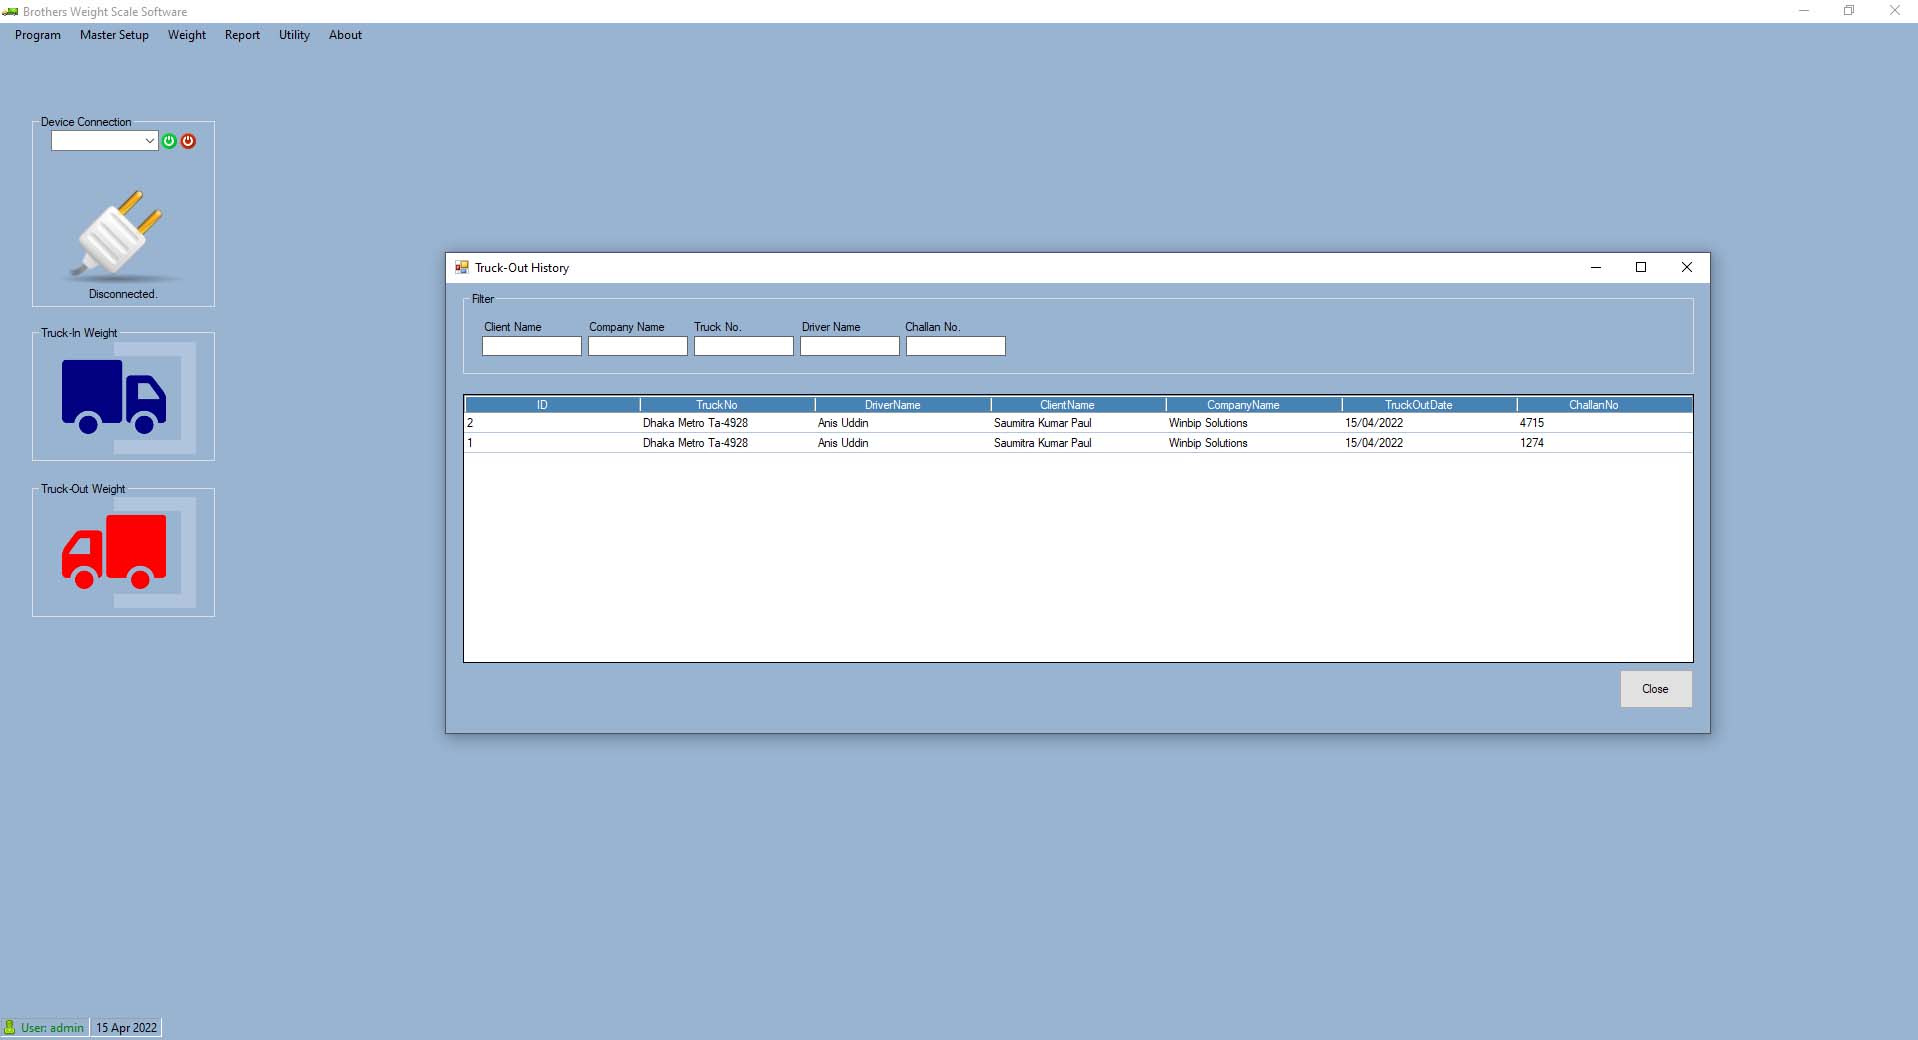 Brothers Weight Scale Software
Program Master Setup Weight Report Utility About
Device Connection
Disconnected.
Truck-In Weight
Truck-Out Weight
Truck-Out History
Filter
Client Name Company Name Truck No. Driver Name Challan No.
ID TruckNo DriverName ClientName CompanyName TruckOutDate ChallanNo
2 Dhaka Metro Ta-4928 Anis Uddin Saumitra Kumar Paul Winbip Solutions 15/04/2022 4715
1 Dhaka Metro Ta-4928 Anis Uddin Saumitra Kumar Paul Winbip Solutions 15/04/2022 1274
Close
User: admin 15 Apr 2022